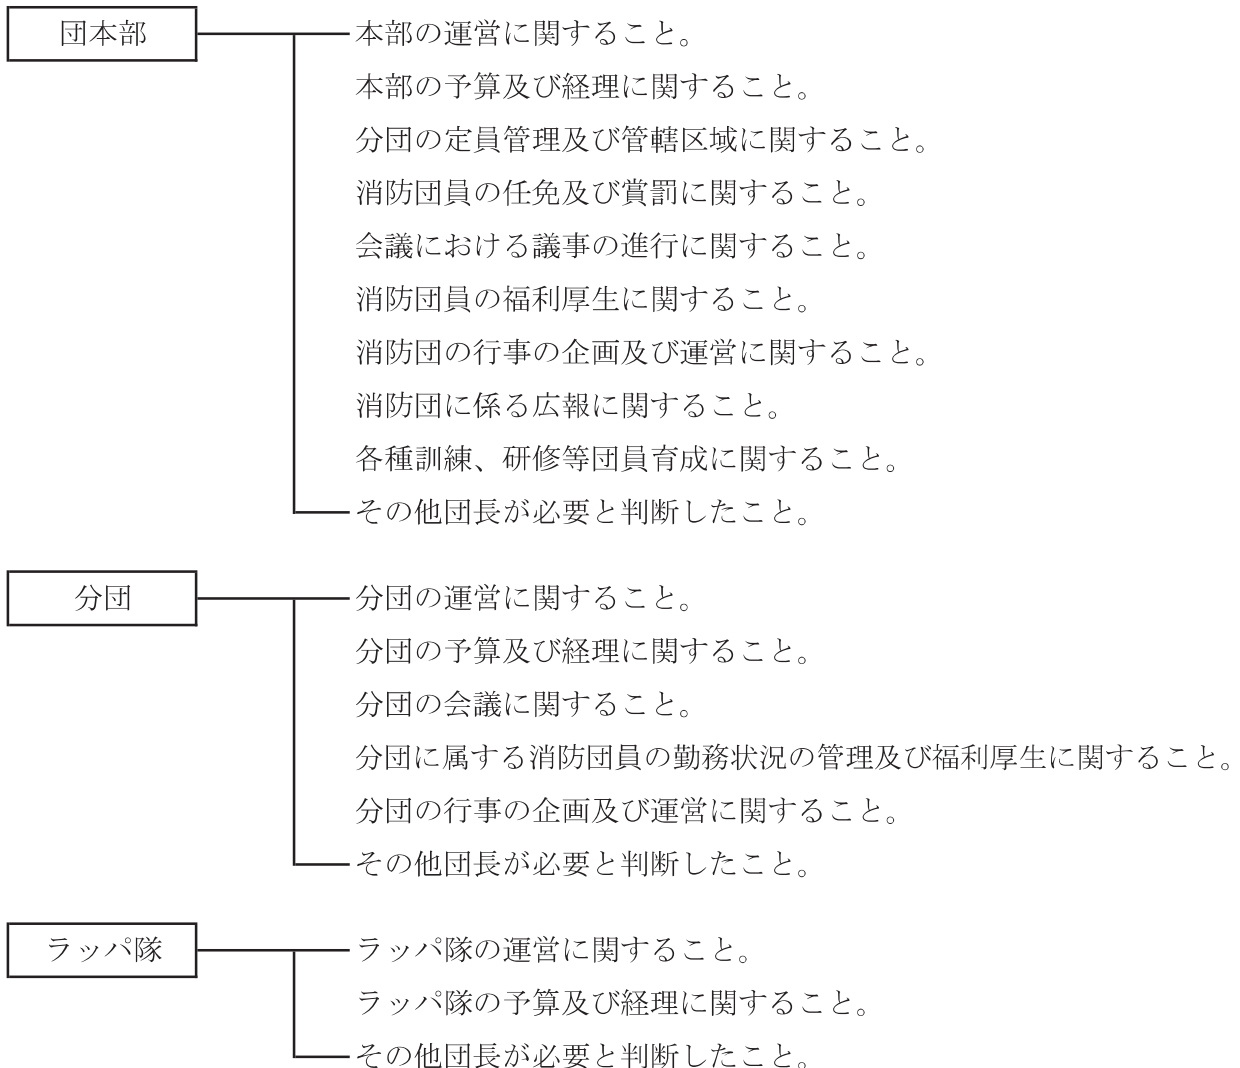 団本部 本部の運営に関すること。
本部の予算及び経理に関すること。
分団の定員管理及び管轄区域に関すること。
消防団員の任免及び賞罰に関すること。
会議における議事の進行に関すること。
消防団員の福利厚生に関すること。
消防団の行事の企画及び運営に関すること。
消防団に係る広報に関すること。
各種訓練、研修等団員育成に関すること。
その他団長が必要と判断したこと。
分団 分団の運営に関すること。
分団の予算及び経理に関すること。
分団の会議に関すること。
分団に属する消防団員の勤務状況の管理及び福利厚生に関すること。
分団の行事の企画及び運営に関すること。
その他団長が必要と判断したこと。
ラッパ隊 ラッパ隊の運営に関すること。
ラッパ隊の予算及び経理に関すること。
その他団長が必要と判断したこと。